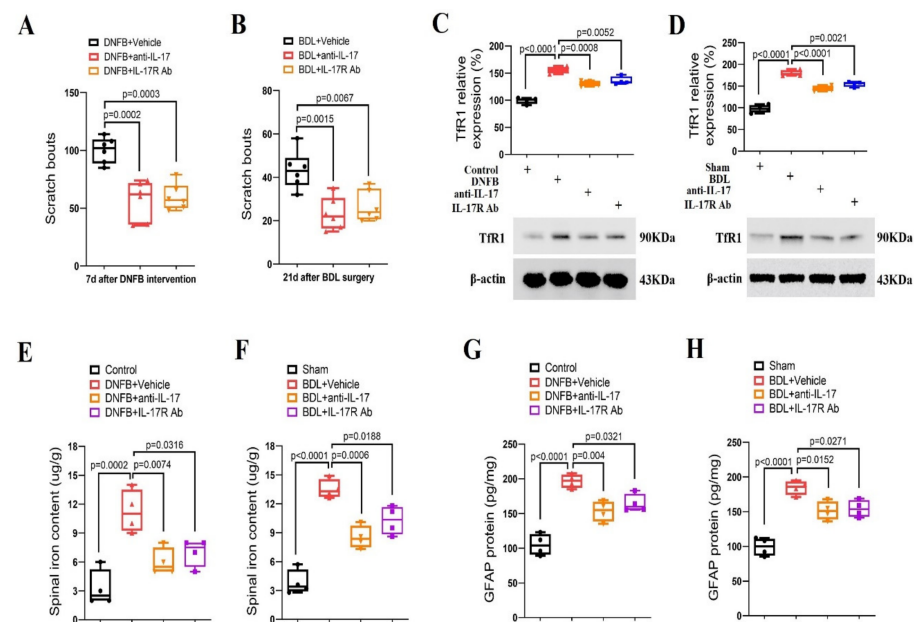 A
DNFB+Vehicle
DNFB+anti-IL-17
DNFB+IL-17R Ab
p=0.0003
p=0.0002
Scratch bouts
150
100
50
0
7d after DNFB intervention
B
BDL+Vehicle
BDL+anti-IL-17
BDL+IL-17R Ab
p=0.0067
p=0.0015
Scratch bouts
80
60
40
20
0
21d after BDL surgery
C
p=0.0052
p<0.0001 p=0.0008
TfR1 relative
expression (%)
200
150
100
50
0
Control +
DNFB +
anti-IL-17 +
IL-17R Ab +
TfR1 90KDa
β-actin 43KDa
D
p=0.0021
p<0.0001 p<0.0001
TfR1 relative
expression (%)
250
200
150
100
50
0
Sham +
BDL +
anti-IL-17 +
IL-17R Ab +
TfR1 90KDa
β-actin 43KDa
E
Control
DNFB+Vehicle
DNFB+anti-IL-17
DNFB+IL-17R Ab
p=0.0316
p=0.0002 p=0.0074
Spinal iron content (ug/g)
18
15
12
9
6
3
0
F
Sham
BDL+Vehicle
BDL+anti-IL-17
BDL+IL-17R Ab
p=0.0188
p<0.0001 p=0.0006
Spinal iron content (ug/g)
18
15
12
9
6
3
0
G
Control
DNFB+Vehicle
DNFB+anti-IL-17
DNFB+IL-17R Ab
p=0.0321
p<0.0001 p=0.004
GFAP protein (pg/mg)
250
200
150
100
50
0
H
Sham
BDL+Vehicle
BDL+anti-IL-17
BDL+IL-17R Ab
p=0.0271
p<0.0001 p=0.0152
GFAP protein (pg/mg)
250
200
150
100
50
0